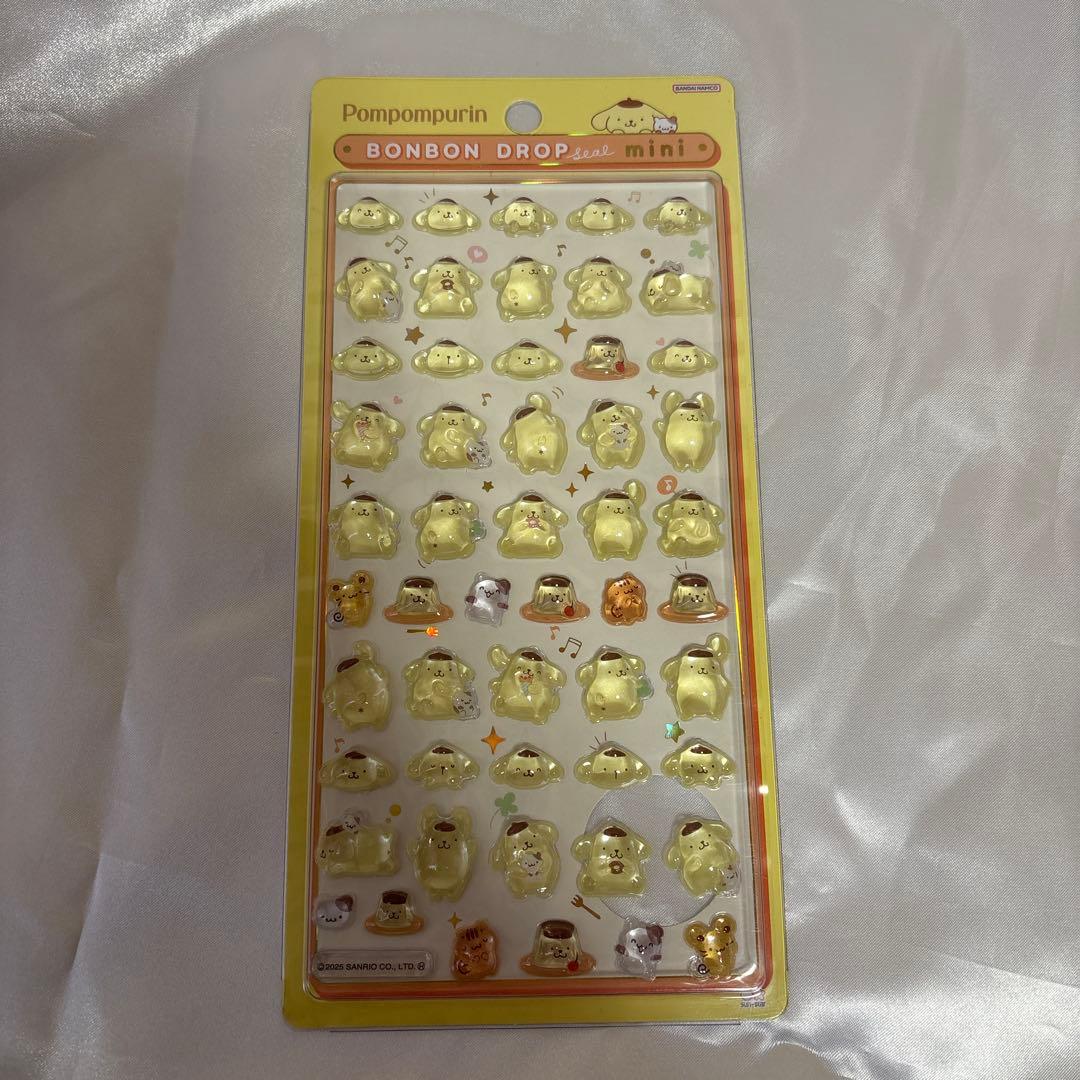 BANDAI NAMCO
Pompompurin
BONBON DROP seal mini
©2025 SANRIO CO., LTD. Ⓗ